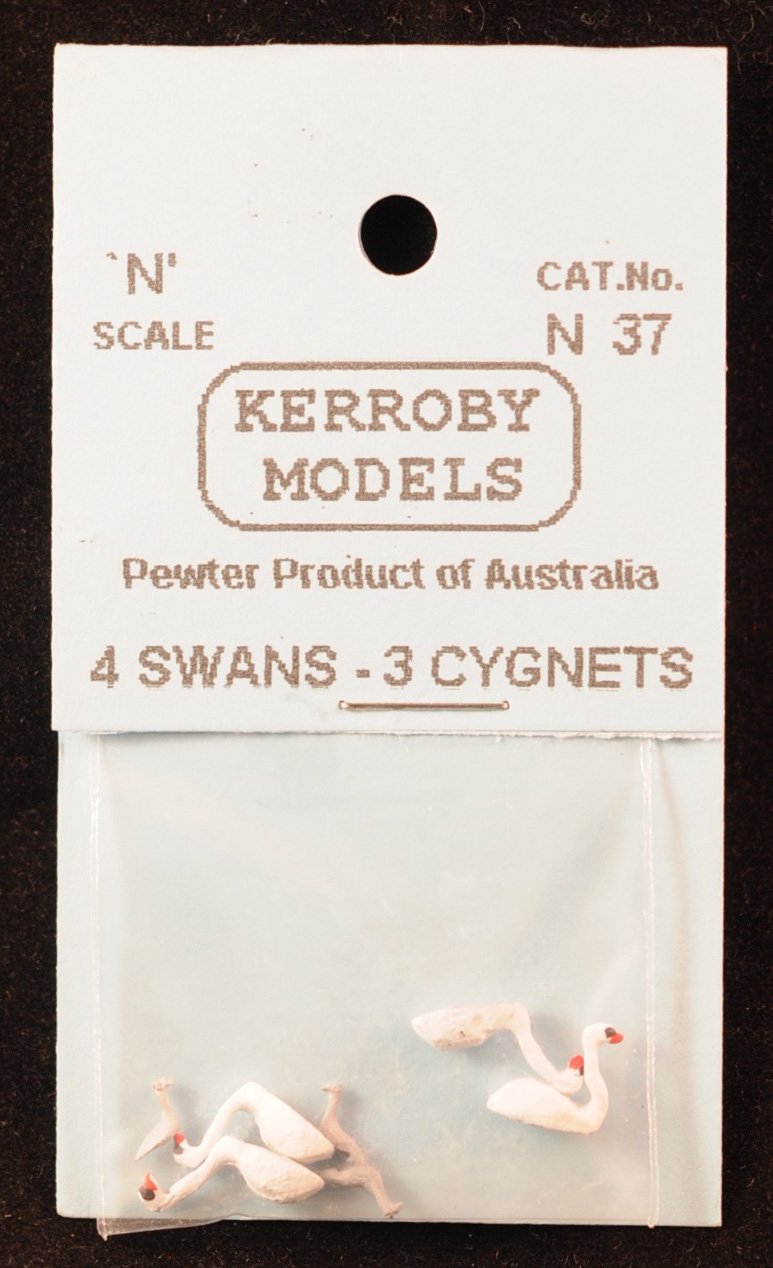 `N'
SCALE
CAT.No.
N 37
KERROBY
MODELS
Pewter Product of Australia
4 SWANS - 3 CYGNETS